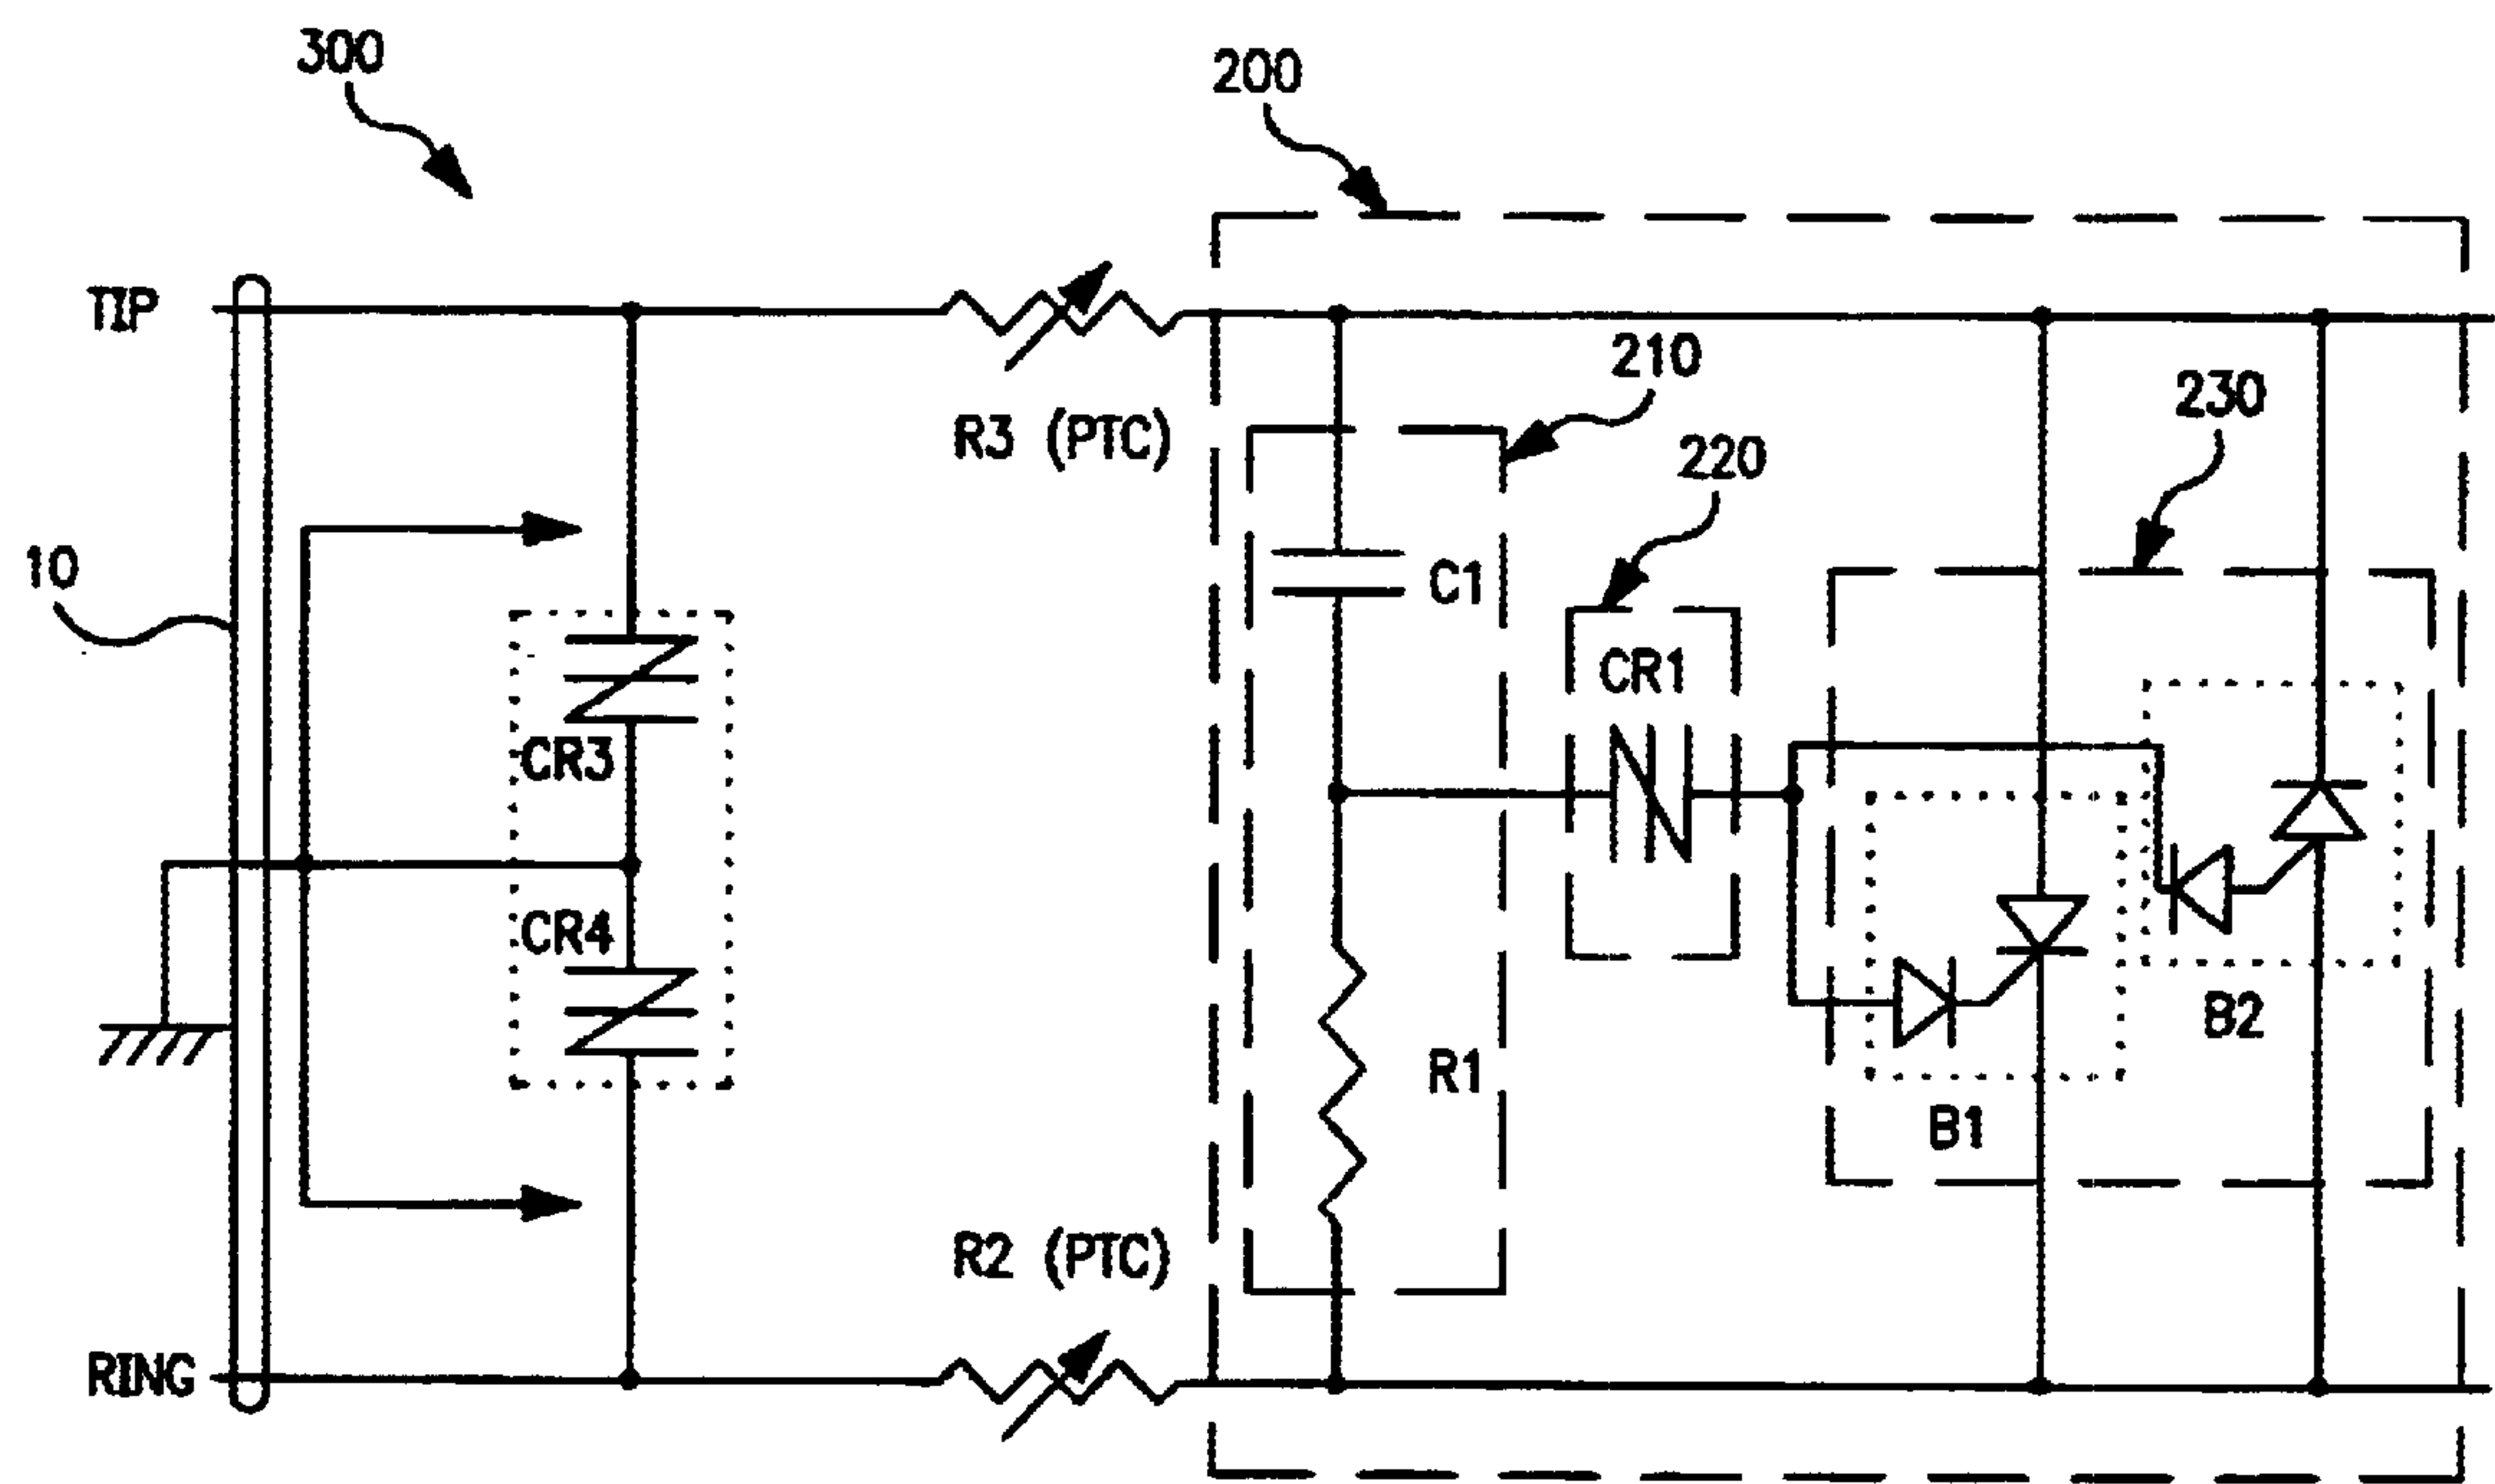 300
200
TIP
210
230
R3 (PTC)
220
10
C1
CR1
CR3
CR4
B2
R1
B1
R2 (PTC)
RING